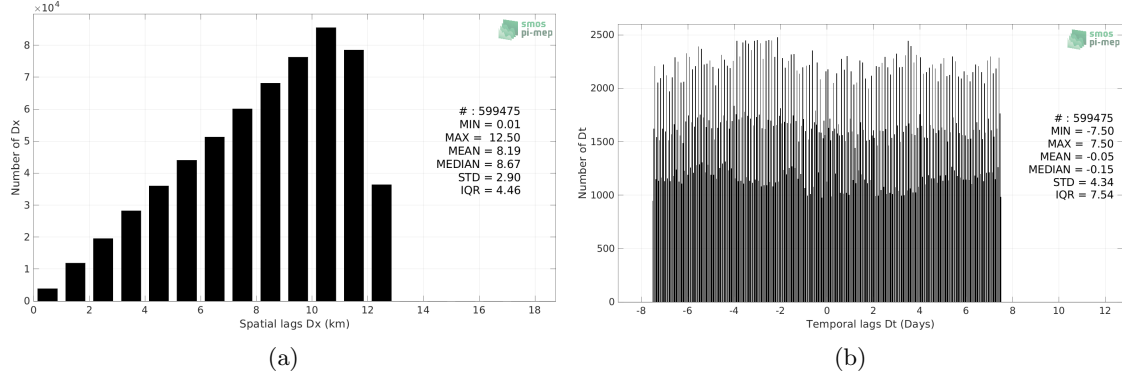 ×10⁴
9
8
7
6
5
4
3
2
1
0
Number of Dx
0 2 4 6 8 10 12 14 16 18
Spatial lags Dx (km)
smos
pi-mep
# : 599475
MIN = 0.01
MAX = 12.50
MEAN = 8.19
MEDIAN = 8.67
STD = 2.90
IQR = 4.46
(a)
2500
2000
1500
1000
500
0
Number of Dt
-8 -6 -4 -2 0 2 4 6 8 10 12
Temporal lags Dt (Days)
smos
pi-mep
# : 599475
MIN = -7.50
MAX = 7.50
MEAN = -0.05
MEDIAN = -0.15
STD = 4.34
IQR = 7.54
(b)